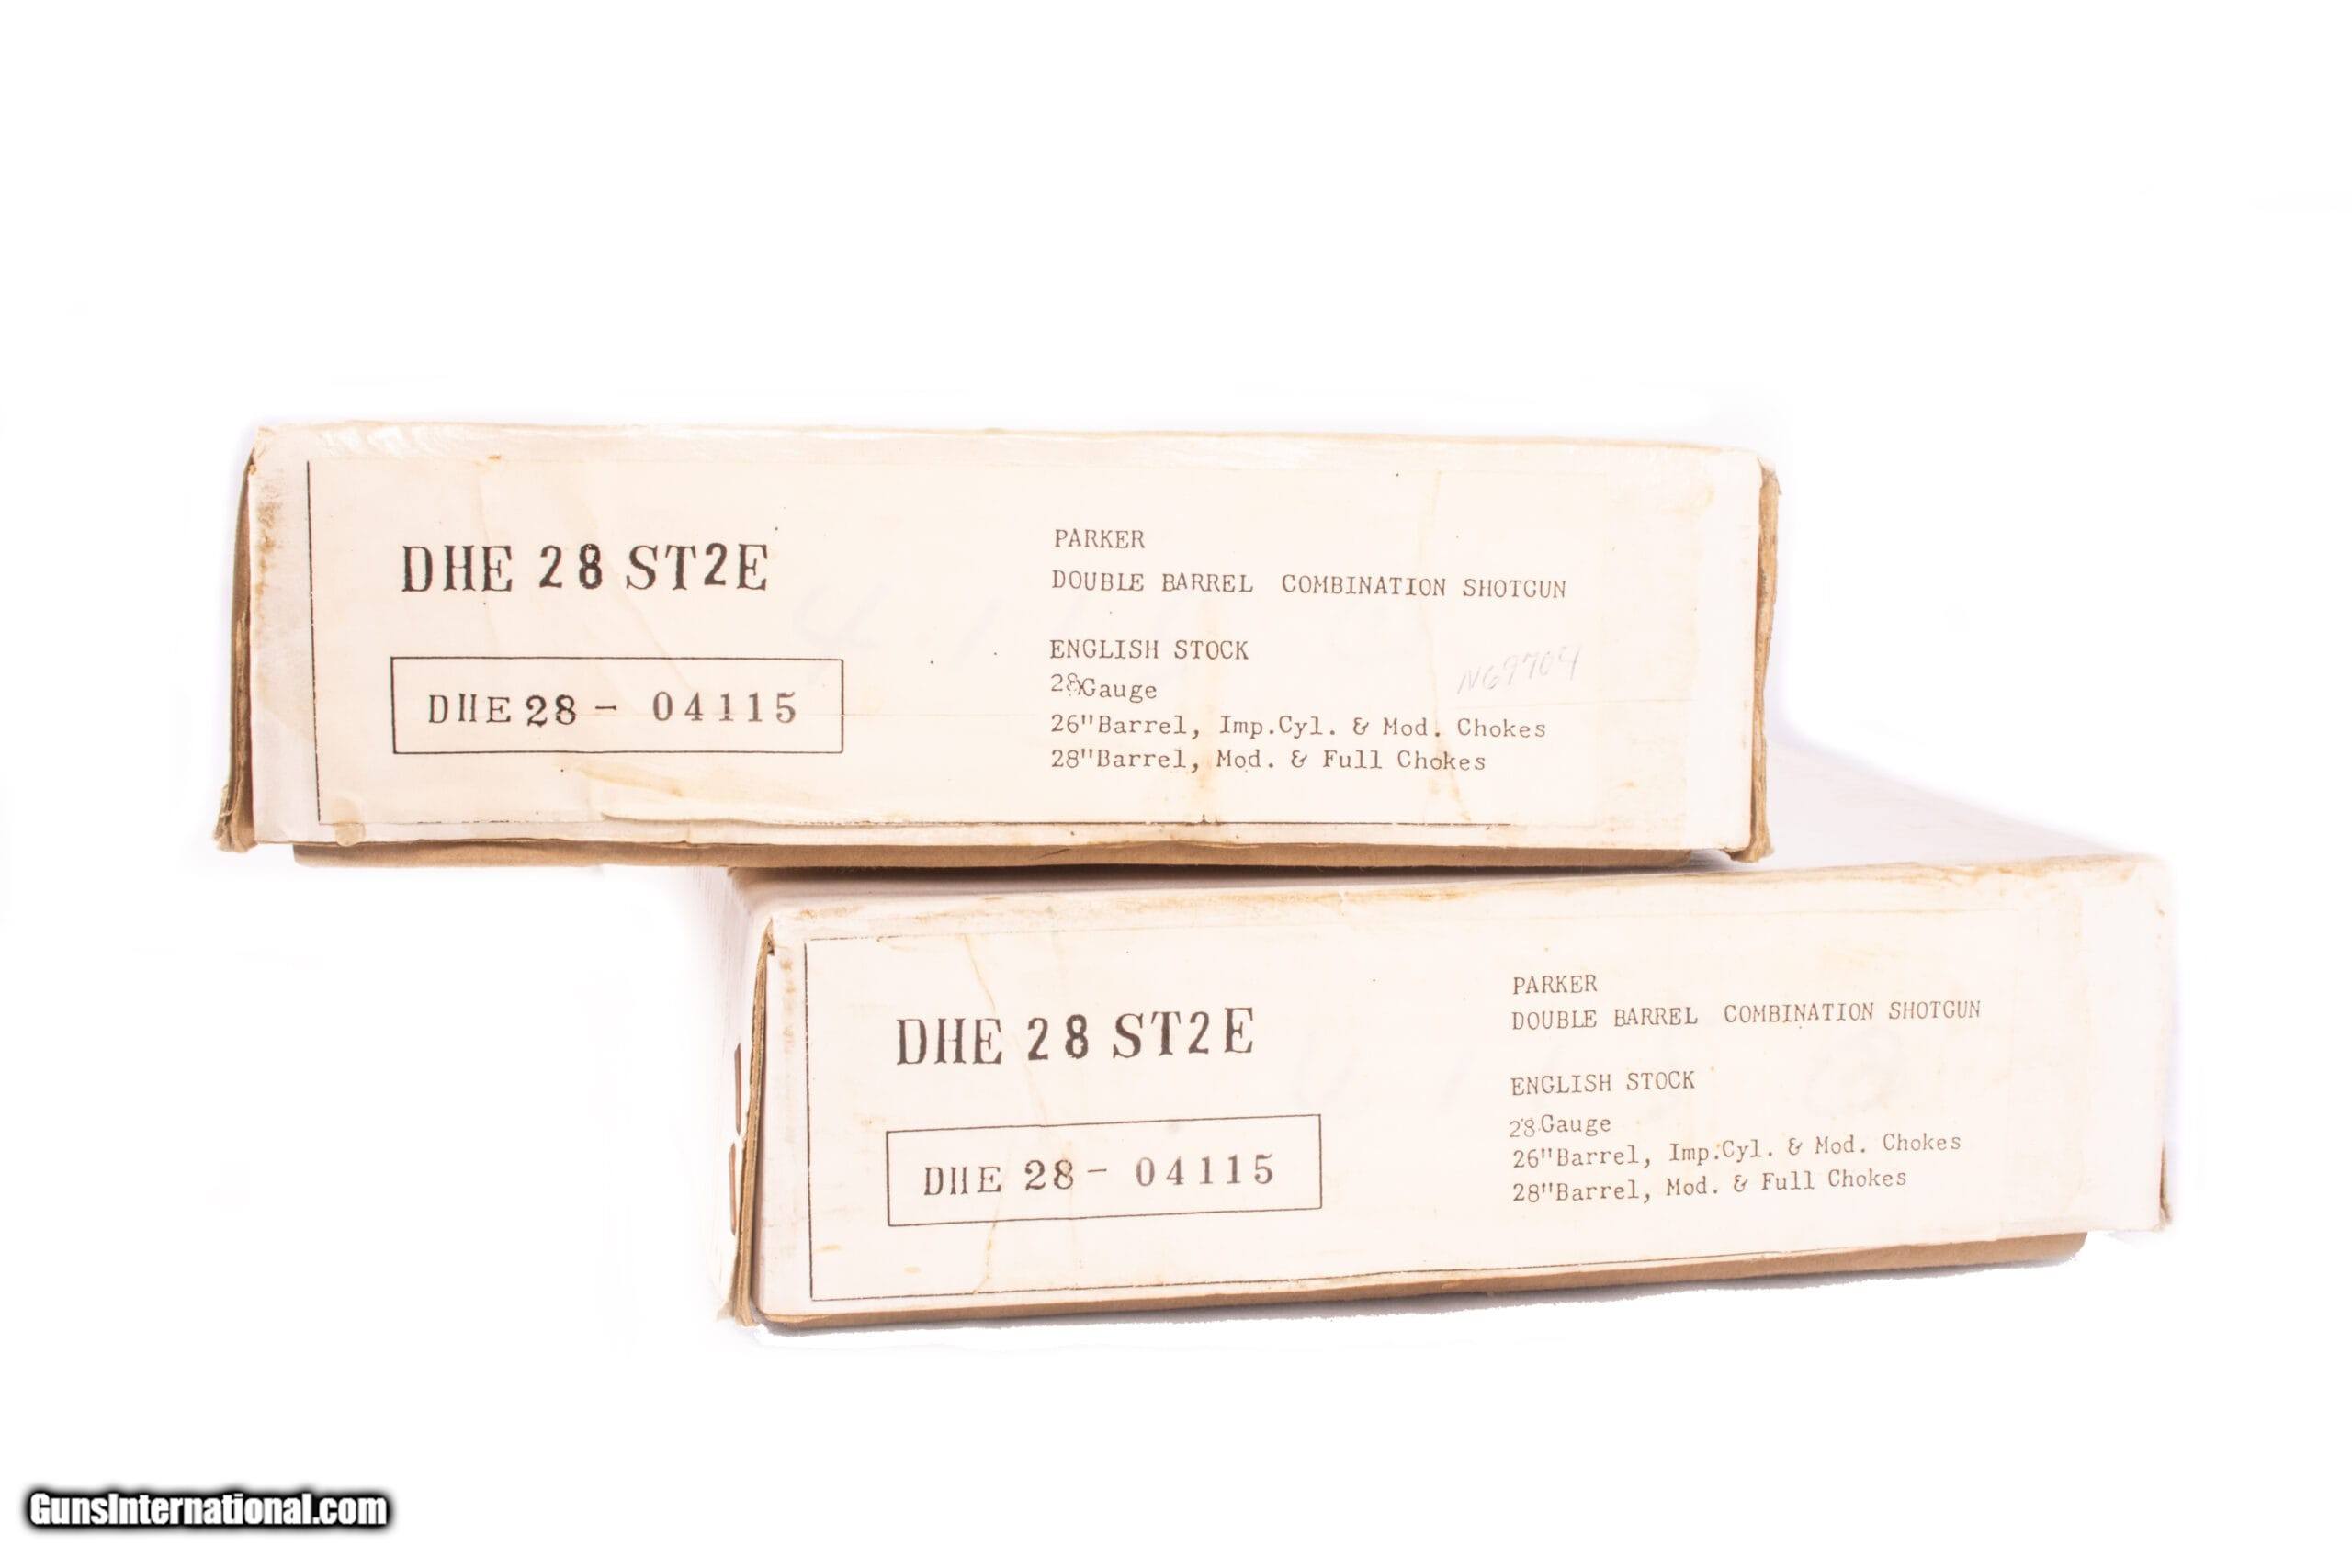 DHE 28 ST2E
DHE 28 - 04115
PARKER
DOUBLE BARREL COMBINATION SHOTGUN
ENGLISH STOCK
28 Gauge
26"Barrel, Imp.Cyl. & Mod. Chokes
28"Barrel, Mod. & Full Chokes
N69704
DHE 28 ST2E
DHE 28 - 04115
PARKER
DOUBLE BARREL COMBINATION SHOTGUN
ENGLISH STOCK
28 Gauge
26"Barrel, Imp.Cyl. & Mod. Chokes
28"Barrel, Mod. & Full Chokes
GunsInternational.com